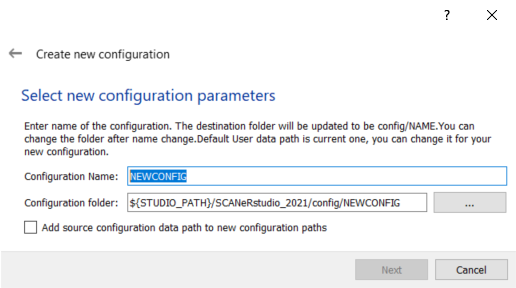 ?
Create new configuration
Select new configuration parameters
Enter name of the configuration. The destination folder will be updated to be config/NAME.You can
change the folder after name change.Default User data path is current one, you can change it for your
new configuration.
Configuration Name: NEWCONFIG
Configuration folder: ${STUDIO_PATH}/SCANeRstudio_2021/config/NEWCONFIG ...
Add source configuration data path to new configuration paths
Next Cancel